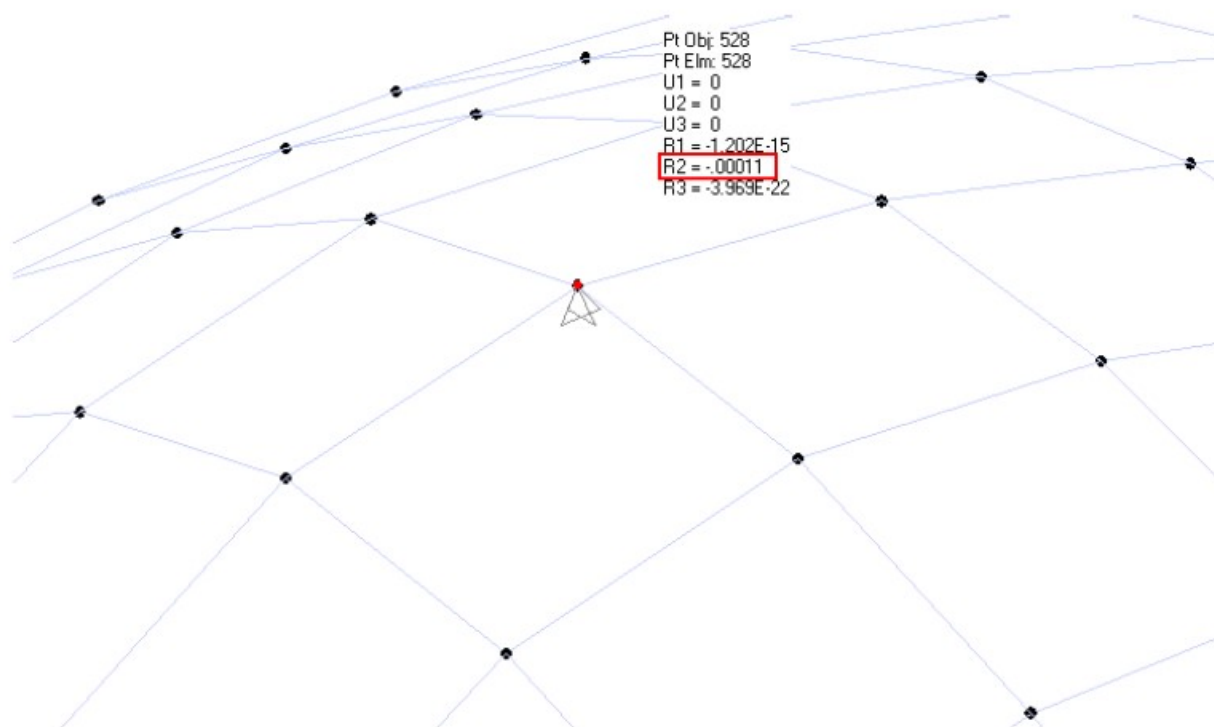 Pt Obj: 528
Pt Elm: 528
U1 = 0
U2 = 0
U3 = 0
R1 = -1.202E-15
R2 = -.00011
R3 = -3.969E-22